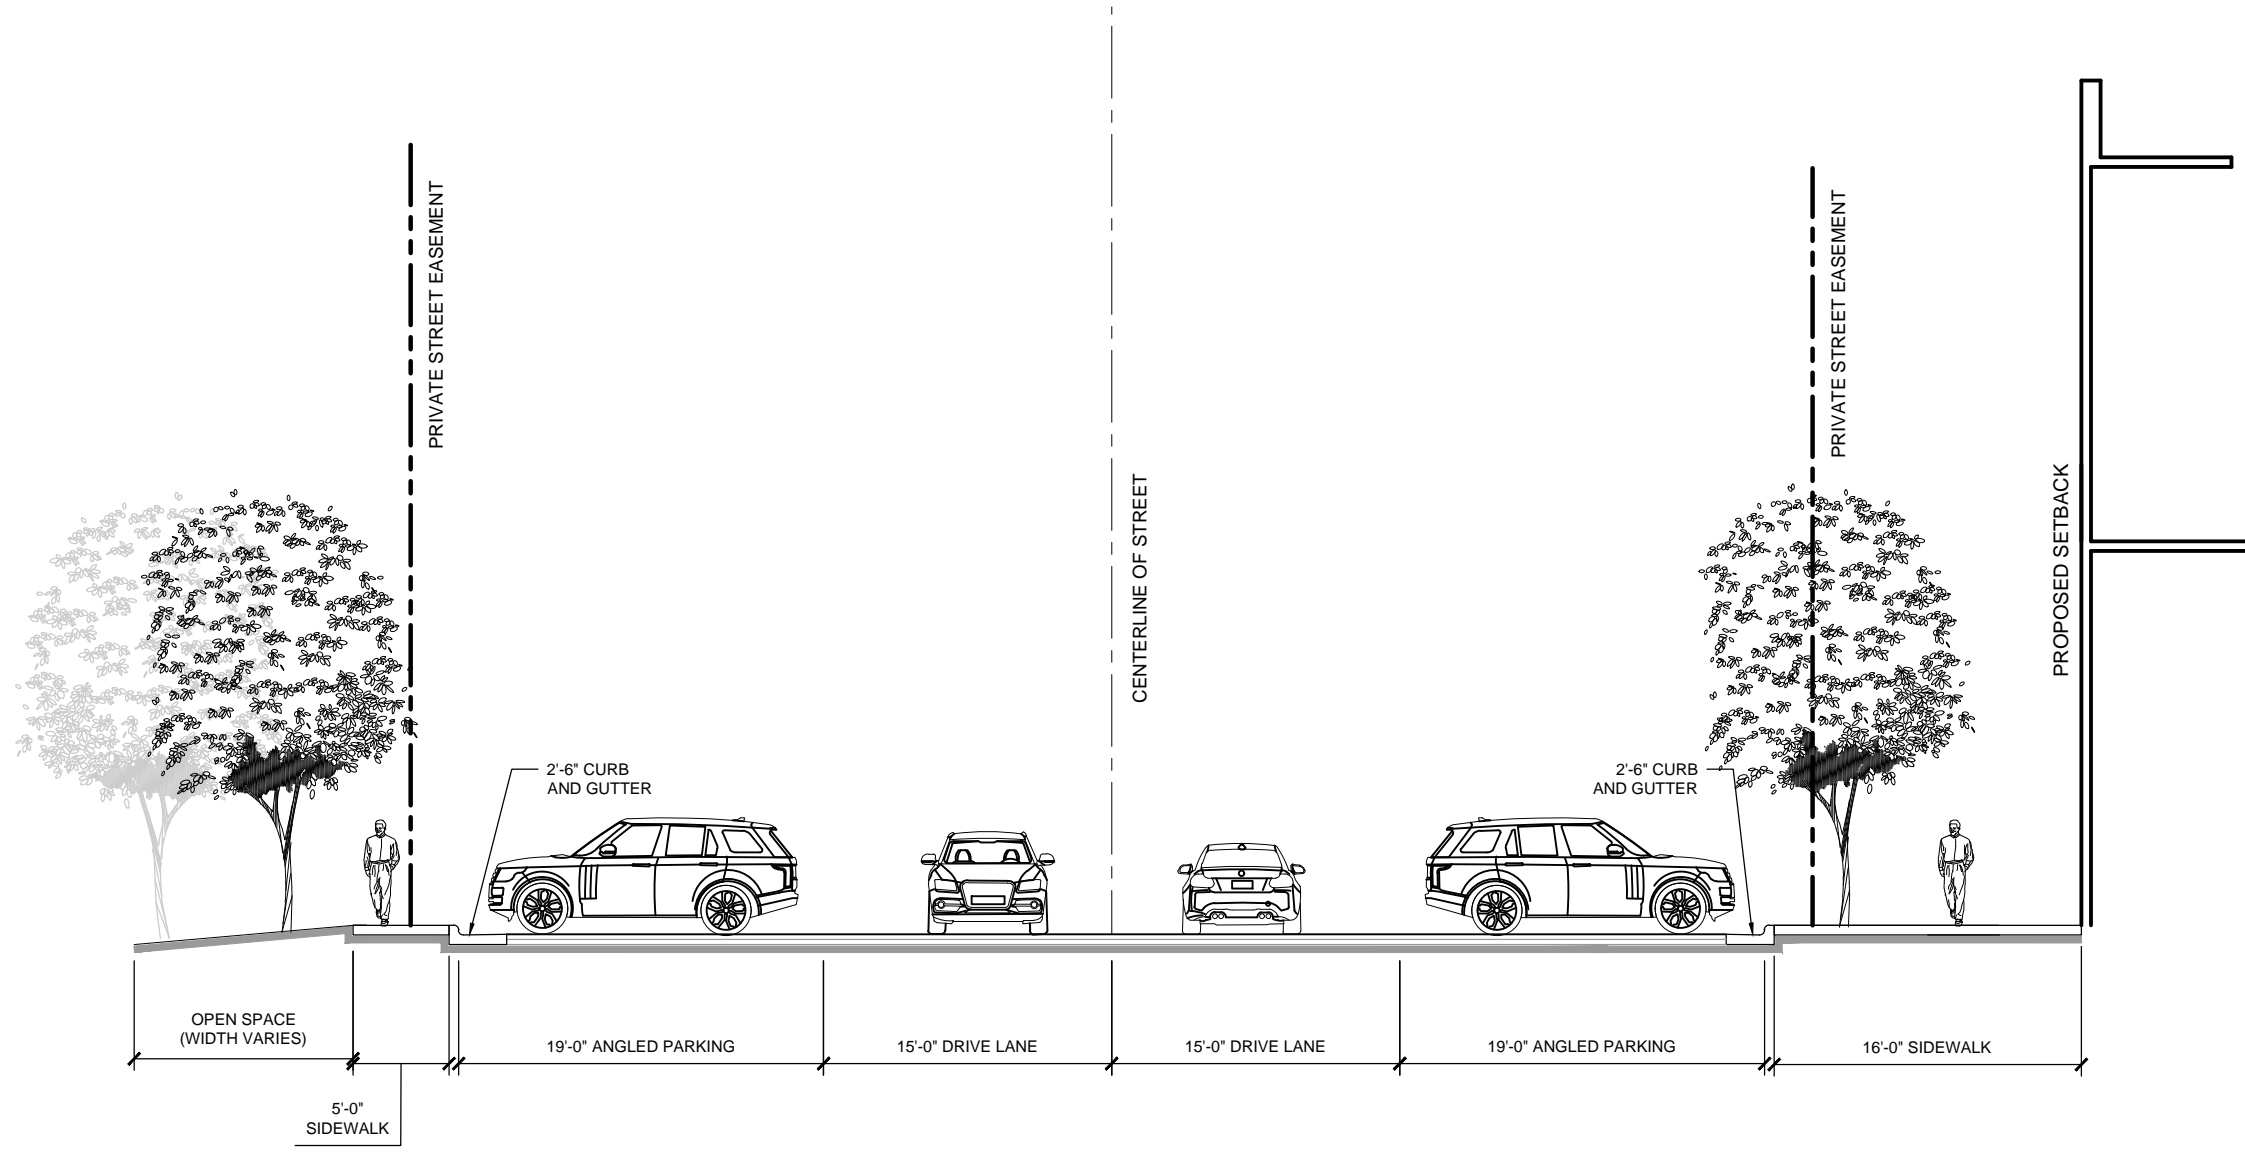 PRIVATE STREET EASEMENT
CENTERLINE OF STREET
PRIVATE STREET EASEMENT
PROPOSED SETBACK
2'-6" CURB
AND GUTTER
2'-6" CURB
AND GUTTER
OPEN SPACE
(WIDTH VARIES)
19'-0" ANGLED PARKING
15'-0" DRIVE LANE
15'-0" DRIVE LANE
19'-0" ANGLED PARKING
16'-0" SIDEWALK
5'-0"
SIDEWALK